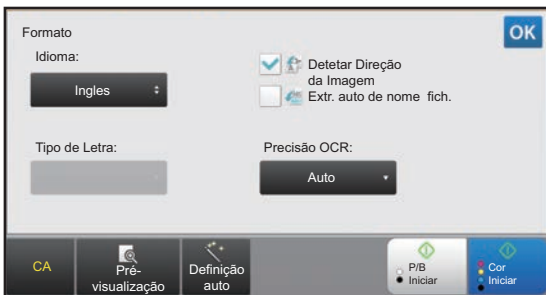 Formato
OK
Idioma:
Ingles
Detetar Direção
da Imagem
Extr. auto de nome fich.
Tipo de Letra:
Precisão OCR:
Auto
CA
Pré-
visualização
Definição
auto
P/B
Iniciar
Cor
Iniciar